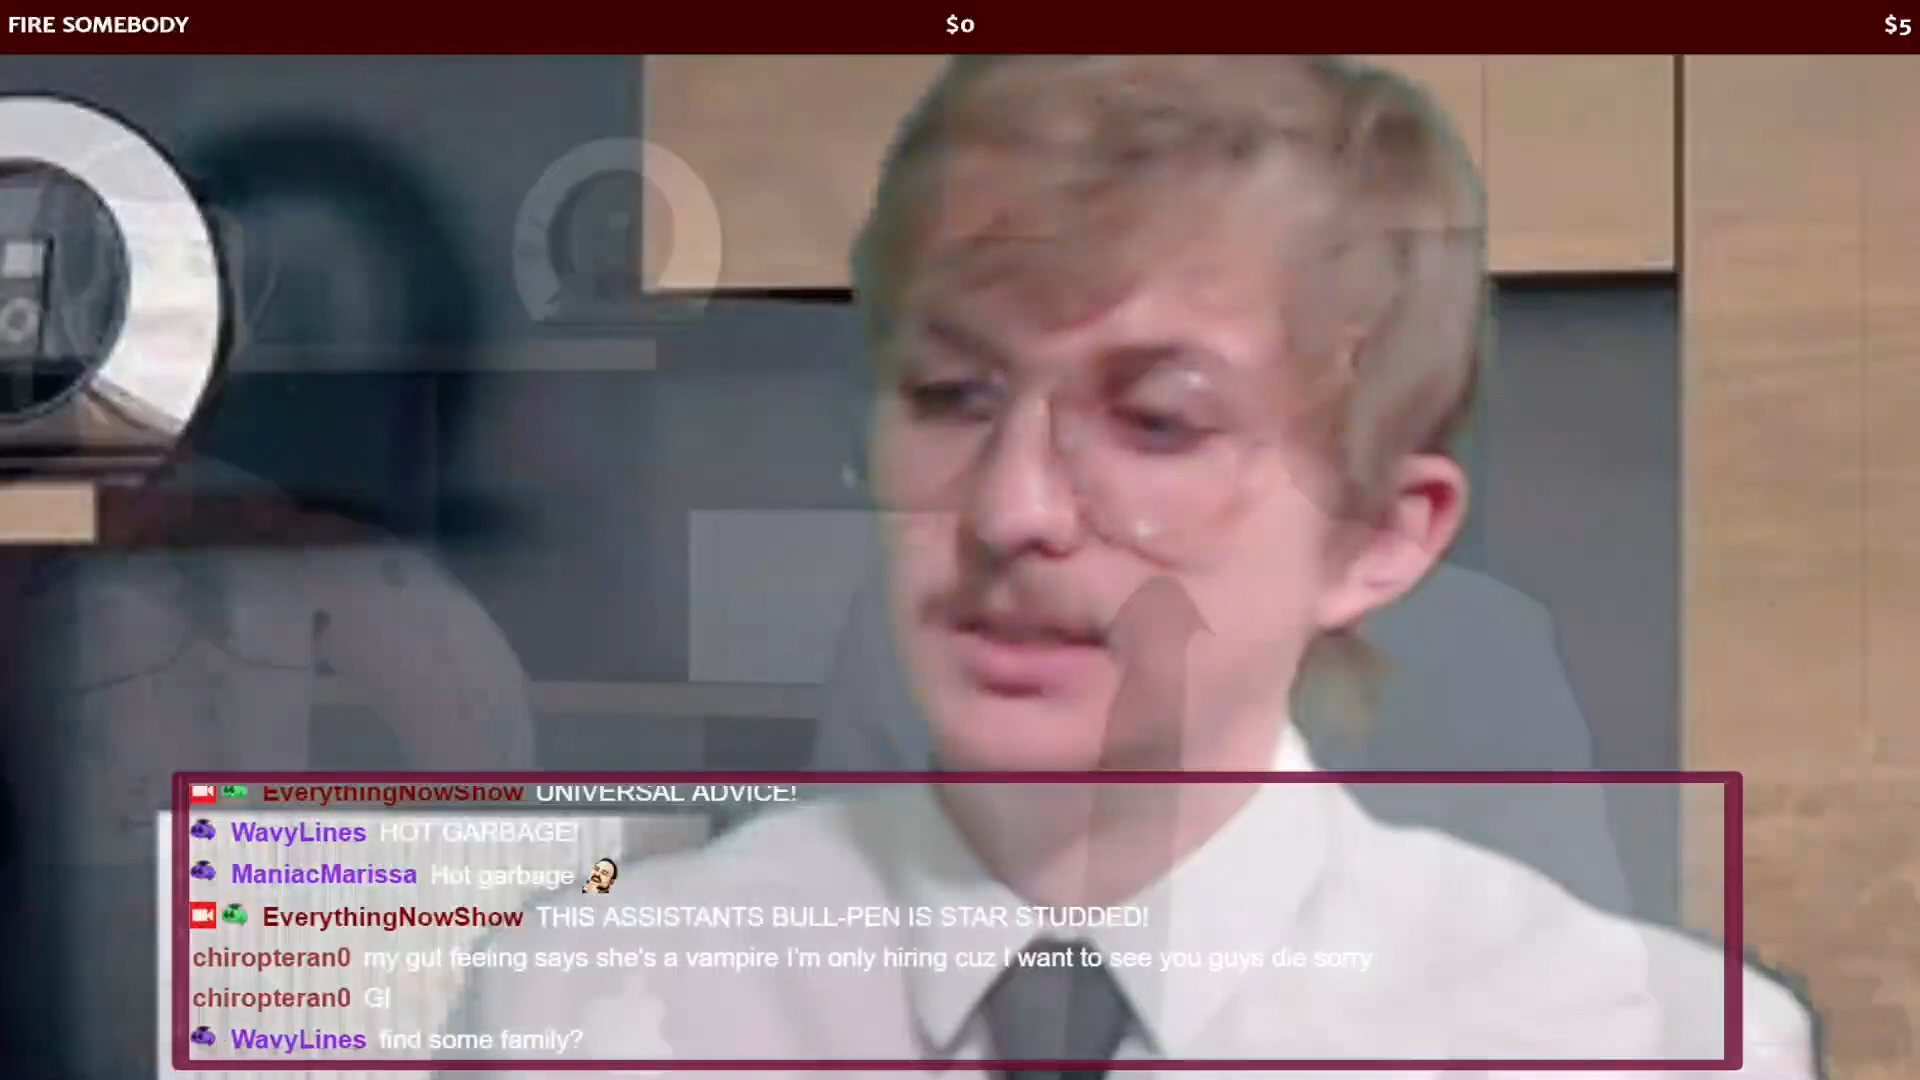 FIRE SOMEBODY $0 $5
EverythingNowShow UNIVERSAL ADVICE!
WavyLines HOT GARBAGE!
ManiacMarissa Hot garbage
EverythingNowShow THIS ASSISTANTS BULL-PEN IS STAR STUDDED!
chiropteran0 my gut feeling says she's a vampire I'm only hiring cuz I want to see you guys die sorry
chiropteran0 GI
WavyLines find some family?